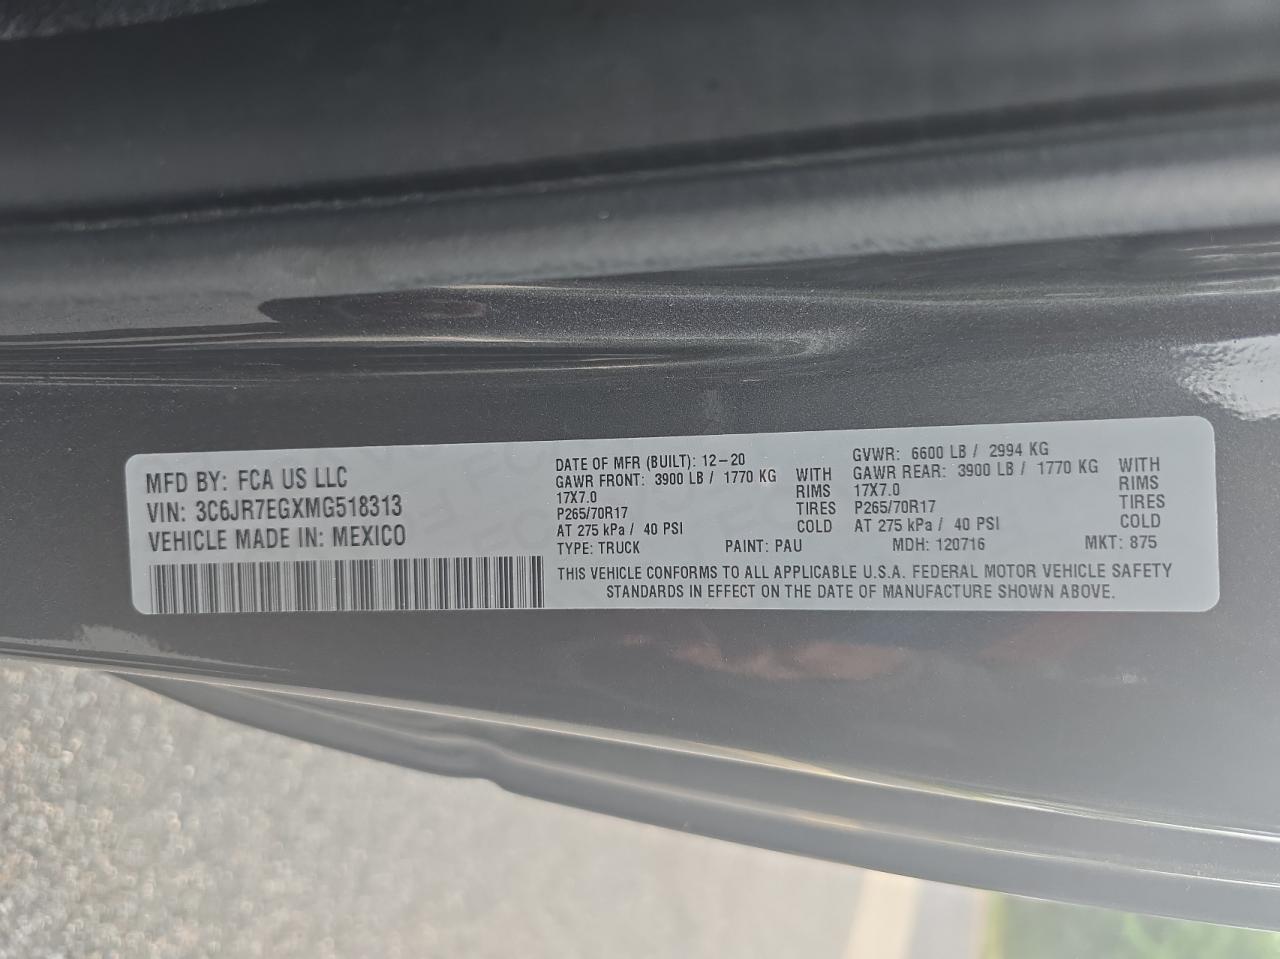 MFD BY: FCA US LLC
VIN: 3C6JR7EGXMG518313
VEHICLE MADE IN: MEXICO
DATE OF MFR (BUILT): 12-20
GAWR FRONT: 3900 LB / 1770 KG WITH
17X7.0 RIMS
P265/70R17 TIRES
AT 275 kPa / 40 PSI COLD
GVWR: 6600 LB / 2994 KG
GAWR REAR: 3900 LB / 1770 KG WITH
17X7.0 RIMS
P265/70R17 TIRES
AT 275 kPa / 40 PSI COLD
TYPE: TRUCK PAINT: PAU MDH: 120716 MKT: 875
THIS VEHICLE CONFORMS TO ALL APPLICABLE U.S.A. FEDERAL MOTOR VEHICLE SAFETY
STANDARDS IN EFFECT ON THE DATE OF MANUFACTURE SHOWN ABOVE.